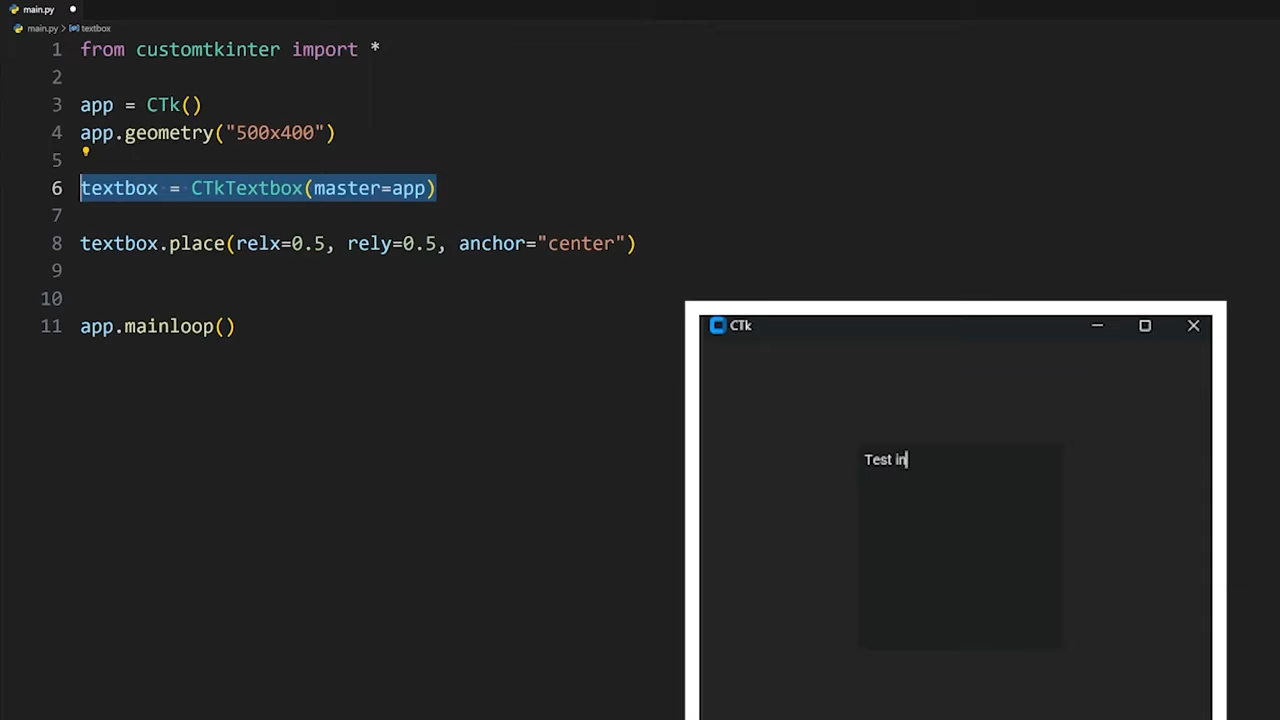 main.py
main.py > textbox
1 from customtkinter import *
2
3 app = CTk()
4 app.geometry("500x400")
5
6 textbox = CTkTextbox(master=app)
7
8 textbox.place(relx=0.5, rely=0.5, anchor="center")
9
10
11 app.mainloop()
CTk
Test in